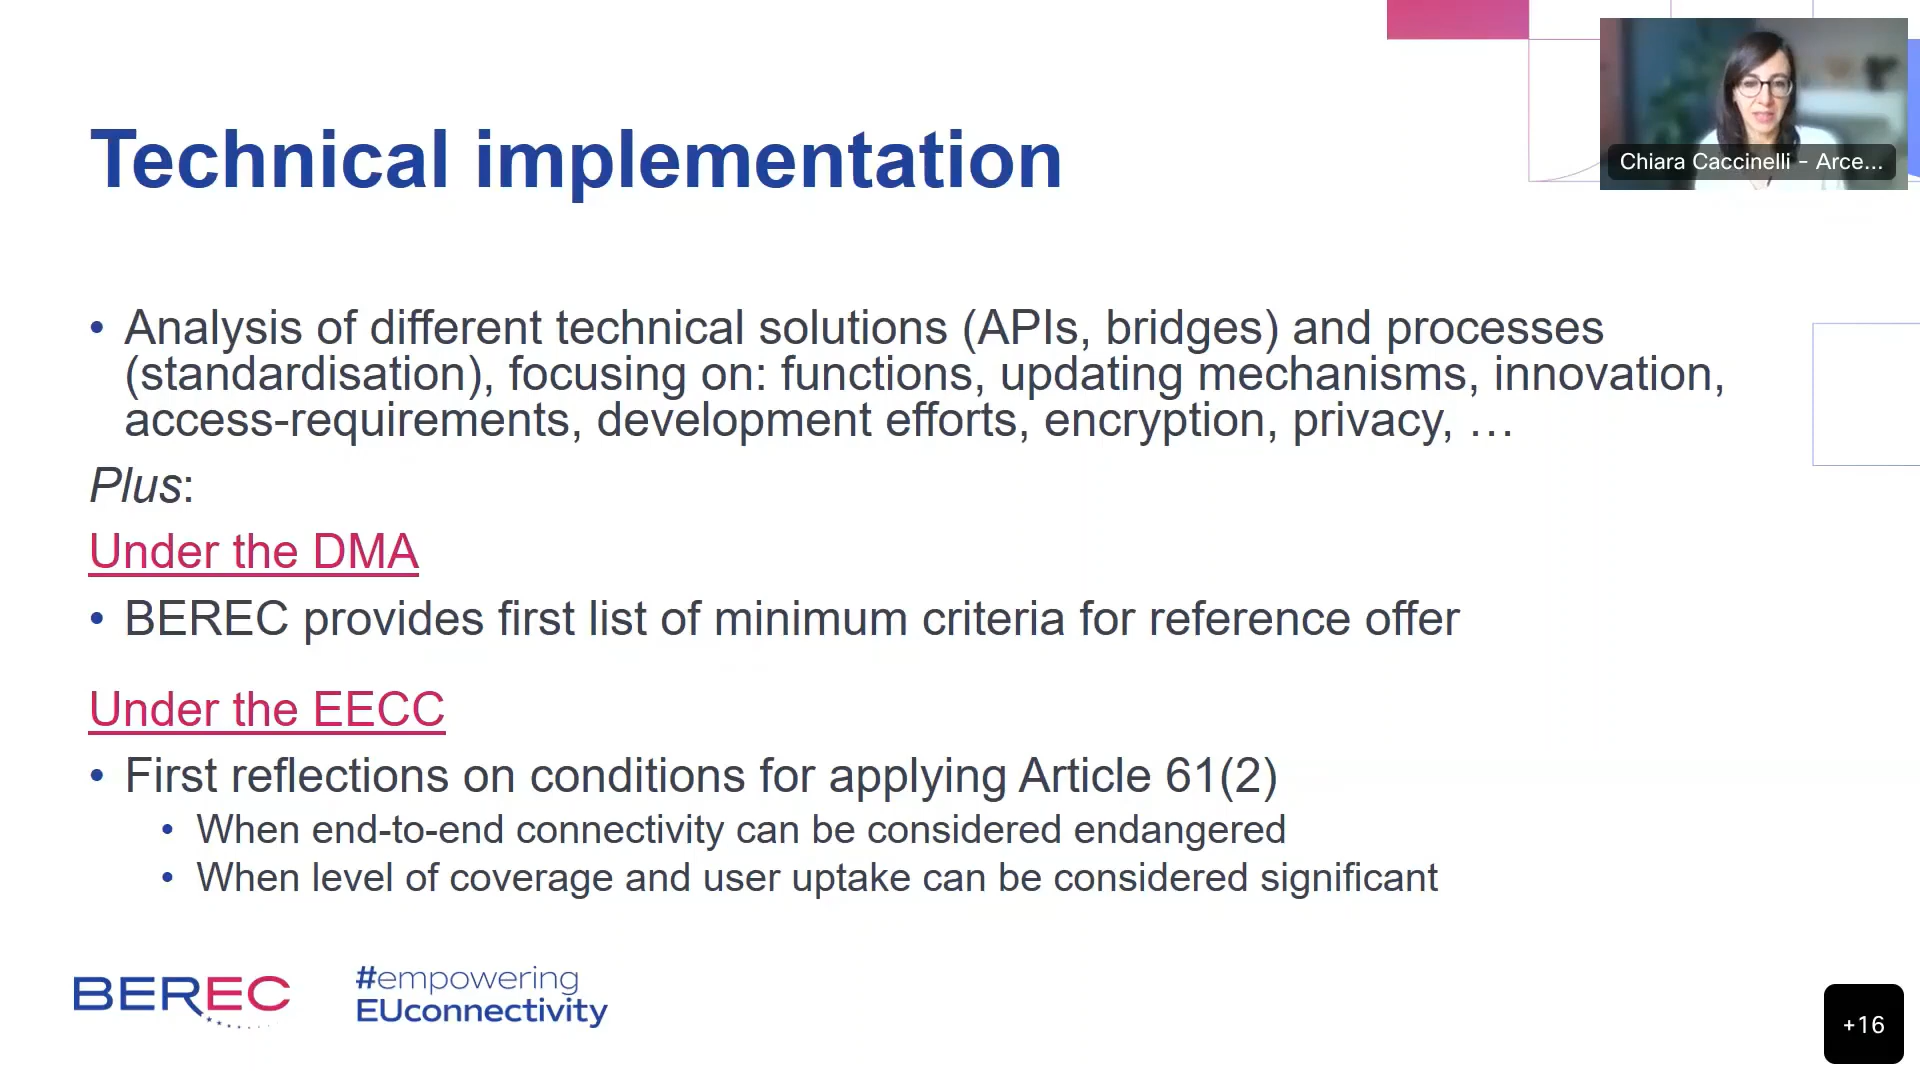 Chiara Caccinelli - Arce...
Technical implementation
• Analysis of different technical solutions (APIs, bridges) and processes
(standardisation), focusing on: functions, updating mechanisms, innovation,
access-requirements, development efforts, encryption, privacy, …
Plus:
Under the DMA
• BEREC provides first list of minimum criteria for reference offer
Under the EECC
• First reflections on conditions for applying Article 61(2)
• When end-to-end connectivity can be considered endangered
• When level of coverage and user uptake can be considered significant
BEREC
#empowering
EUconnectivity
+16